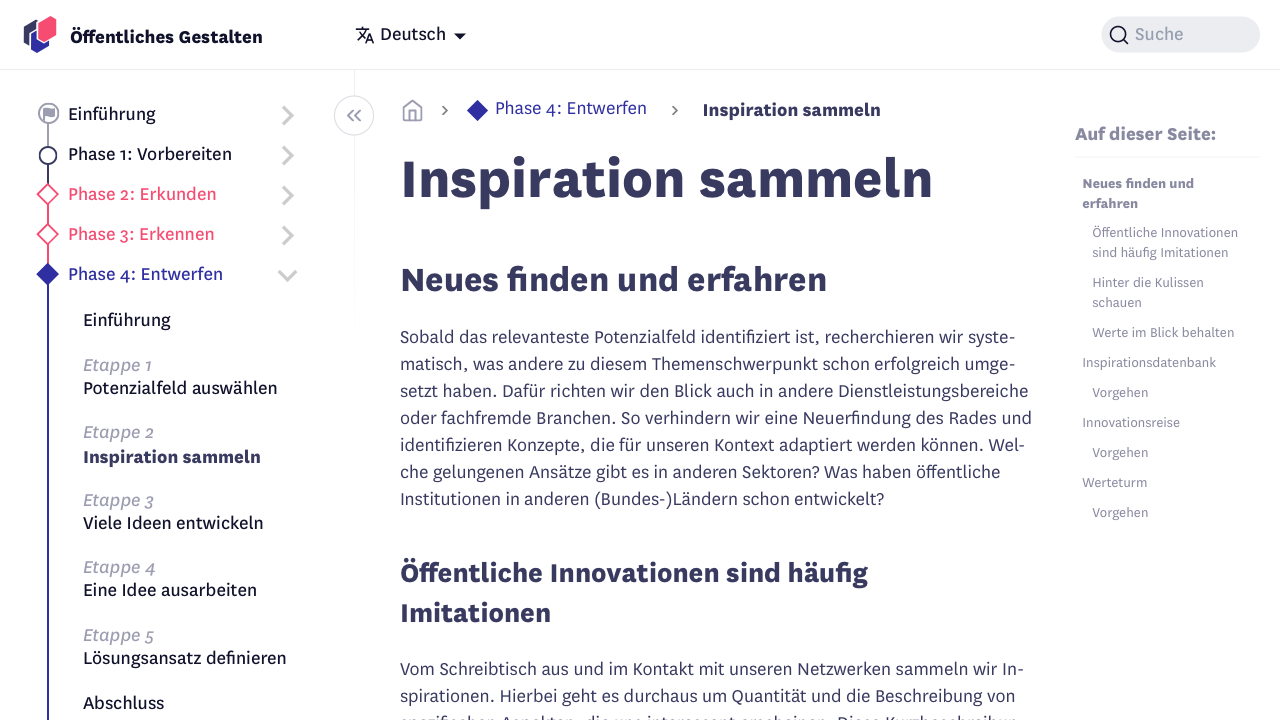 Öffentliches Gestalten
Deutsch
Suche
Einführung
Phase 1: Vorbereiten
Phase 2: Erkunden
Phase 3: Erkennen
Phase 4: Entwerfen
Einführung
Etappe 1
Potenzialfeld auswählen
Etappe 2
Inspiration sammeln
Etappe 3
Viele Ideen entwickeln
Etappe 4
Eine Idee ausarbeiten
Etappe 5
Lösungsansatz definieren
Abschluss
Phase 4: Entwerfen
Inspiration sammeln
Inspiration sammeln
Neues finden und erfahren
Sobald das relevanteste Potenzialfeld identifiziert ist, recherchieren wir syste-
matisch, was andere zu diesem Themenschwerpunkt schon erfolgreich umge-
setzt haben. Dafür richten wir den Blick auch in andere Dienstleistungsbereiche
oder fachfremde Branchen. So verhindern wir eine Neuerfindung des Rades und
identifizieren Konzepte, die für unseren Kontext adaptiert werden können. Wel-
che gelungenen Ansätze gibt es in anderen Sektoren? Was haben öffentliche
Institutionen in anderen (Bundes-)Ländern schon entwickelt?
Öffentliche Innovationen sind häufig
Imitationen
Vom Schreibtisch aus und im Kontakt mit unseren Netzwerken sammeln wir In-
spirationen. Hierbei geht es durchaus um Quantität und die Beschreibung von
Auf dieser Seite:
Neues finden und
erfahren
Öffentliche Innovationen
sind häufig Imitationen
Hinter die Kulissen
schauen
Werte im Blick behalten
Inspirationsdatenbank
Vorgehen
Innovationsreise
Vorgehen
Werteturm
Vorgehen